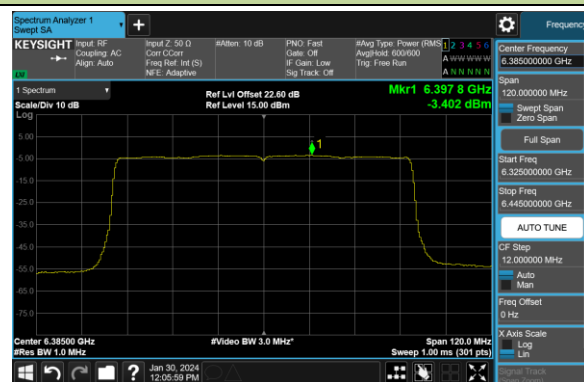 Spectrum Analyzer 1
Swept SA
Frequency
KEYSIGHT
Input: RF
Coupling: AC
Align: Auto
Input Z: 50 Ω
Corr CCorr
Freq Ref: Int (S)
NFE: Adaptive
#Atten: 10 dB
PNO: Fast
Gate: Off
IF Gain: Low
Sig Track: Off
#Avg Type: Power (RMS
Avg|Hold: 600/600
Trig: Free Run
1 2 3 4 5 6
A WW WW W
A N N N N N
LW
1 Spectrum
Scale/Div 10 dB
Log
Ref Lvl Offset 22.60 dB
Ref Level 15.00 dBm
Mkr1 6.397 8 GHz
-3.402 dBm
1
5.00
-5.00
-15.0
-25.0
-35.0
-45.0
-55.0
-65.0
-75.0
Center 6.38500 GHz
#Res BW 1.0 MHz
#Video BW 3.0 MHz*
Span 120.0 MHz
Sweep 1.00 ms (301 pts)
Jan 30, 2024
12:05:59 PM
Center Frequency
6.385000000 GHz
Span
120.000000 MHz
Swept Span
Zero Span
Full Span
Start Freq
6.325000000 GHz
Stop Freq
6.445000000 GHz
AUTO TUNE
CF Step
12.000000 MHz
Auto
Man
Freq Offset
0 Hz
X Axis Scale
Log
Lin
Signal Track